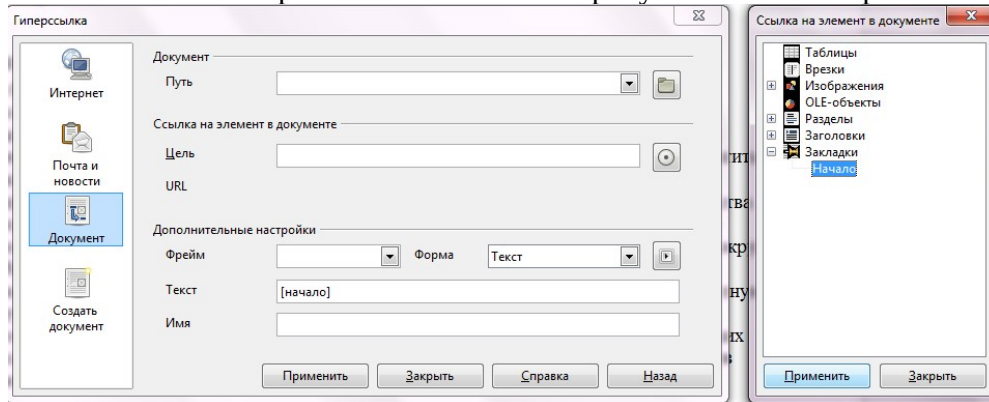 Гиперссылка
Интернет
Почта и
новости
Документ
Создать
документ
Документ
Путь
Ссылка на элемент в документе
Цель
URL
Дополнительные настройки
Фрейм
Форма
Текст
Текст
[начало]
Имя
Применить
Закрыть
Справка
Назад
Ссылка на элемент в документе
Таблицы
Врезки
Изображения
OLE-объекты
Разделы
Заголовки
Закладки
Начало
Применить
Закрыть